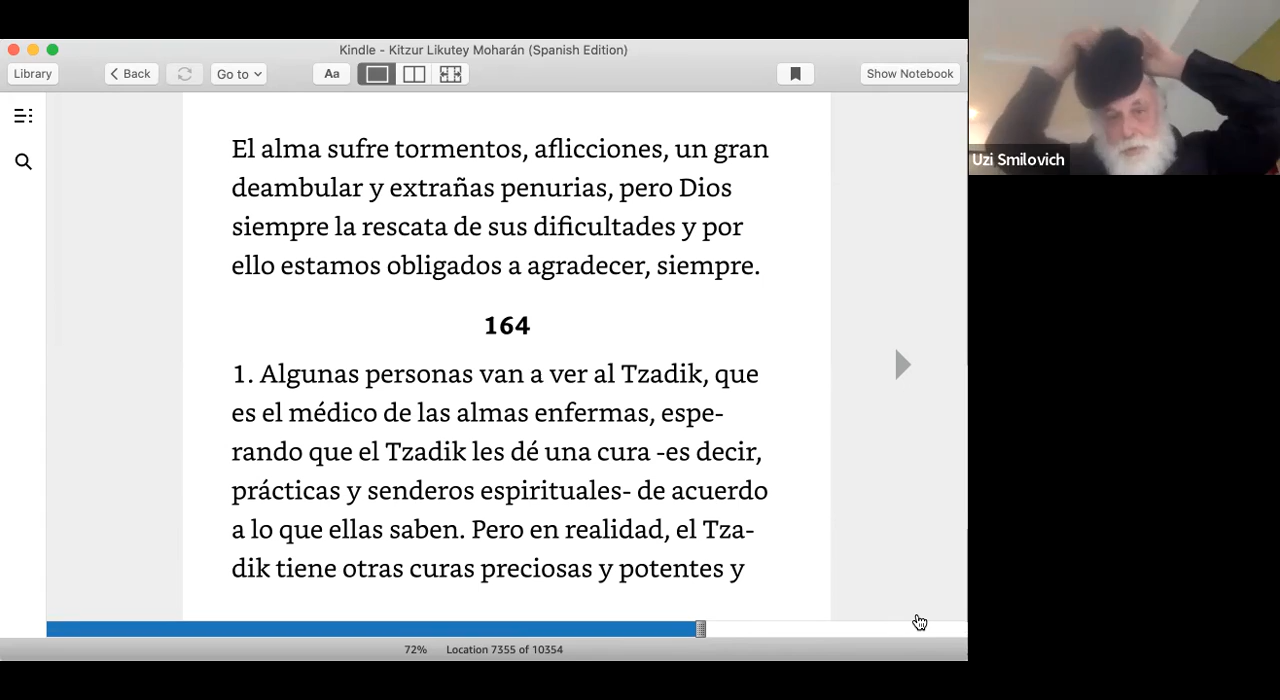 Kindle - Kitzur Likutey Moharán (Spanish Edition)
Library
Back
Go to
Aa
Show Notebook
El alma sufre tormentos, aflicciones, un gran
deambular y extrañas penurias, pero Dios
siempre la rescata de sus dificultades y por
ello estamos obligados a agradecer, siempre.
164
1. Algunas personas van a ver al Tzadik, que
es el médico de las almas enfermas, espe-
rando que el Tzadik les dé una cura -es decir,
prácticas y senderos espirituales- de acuerdo
a lo que ellas saben. Pero en realidad, el Tza-
dik tiene otras curas preciosas y potentes y
72% Location 7355 of 10354
Uzi Smilovich